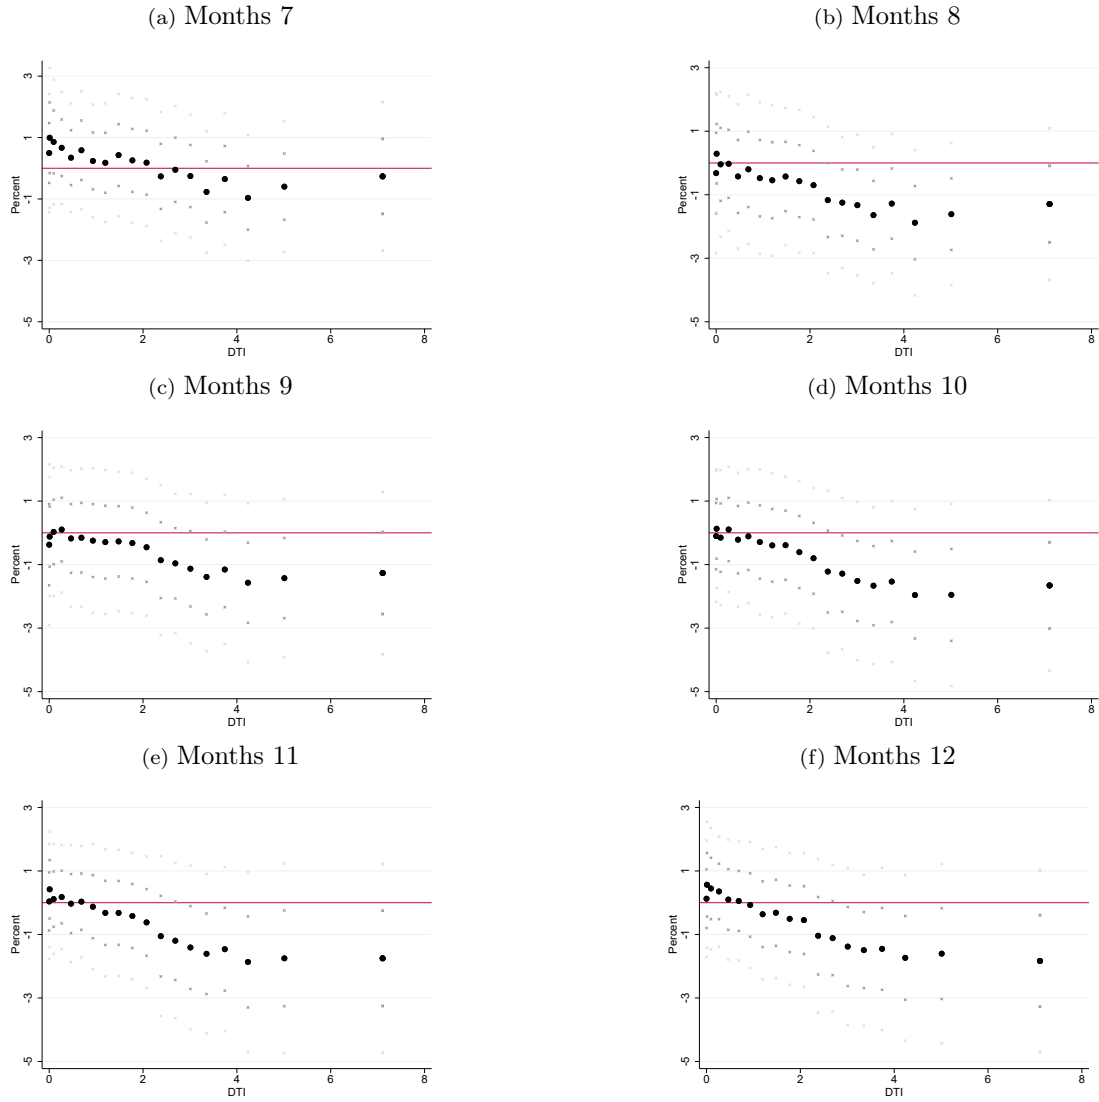 (a) Months 7
(b) Months 8
3
1
-1
-3
-5
Percent
0 2 4 6 8
DTI
3
1
-1
-3
-5
Percent
0 2 4 6 8
DTI
(c) Months 9
(d) Months 10
3
1
-1
-3
-5
Percent
0 2 4 6 8
DTI
3
1
-1
-3
-5
Percent
0 2 4 6 8
DTI
(e) Months 11
(f) Months 12
3
1
-1
-3
-5
Percent
0 2 4 6 8
DTI
3
1
-1
-3
-5
Percent
0 2 4 6 8
DTI